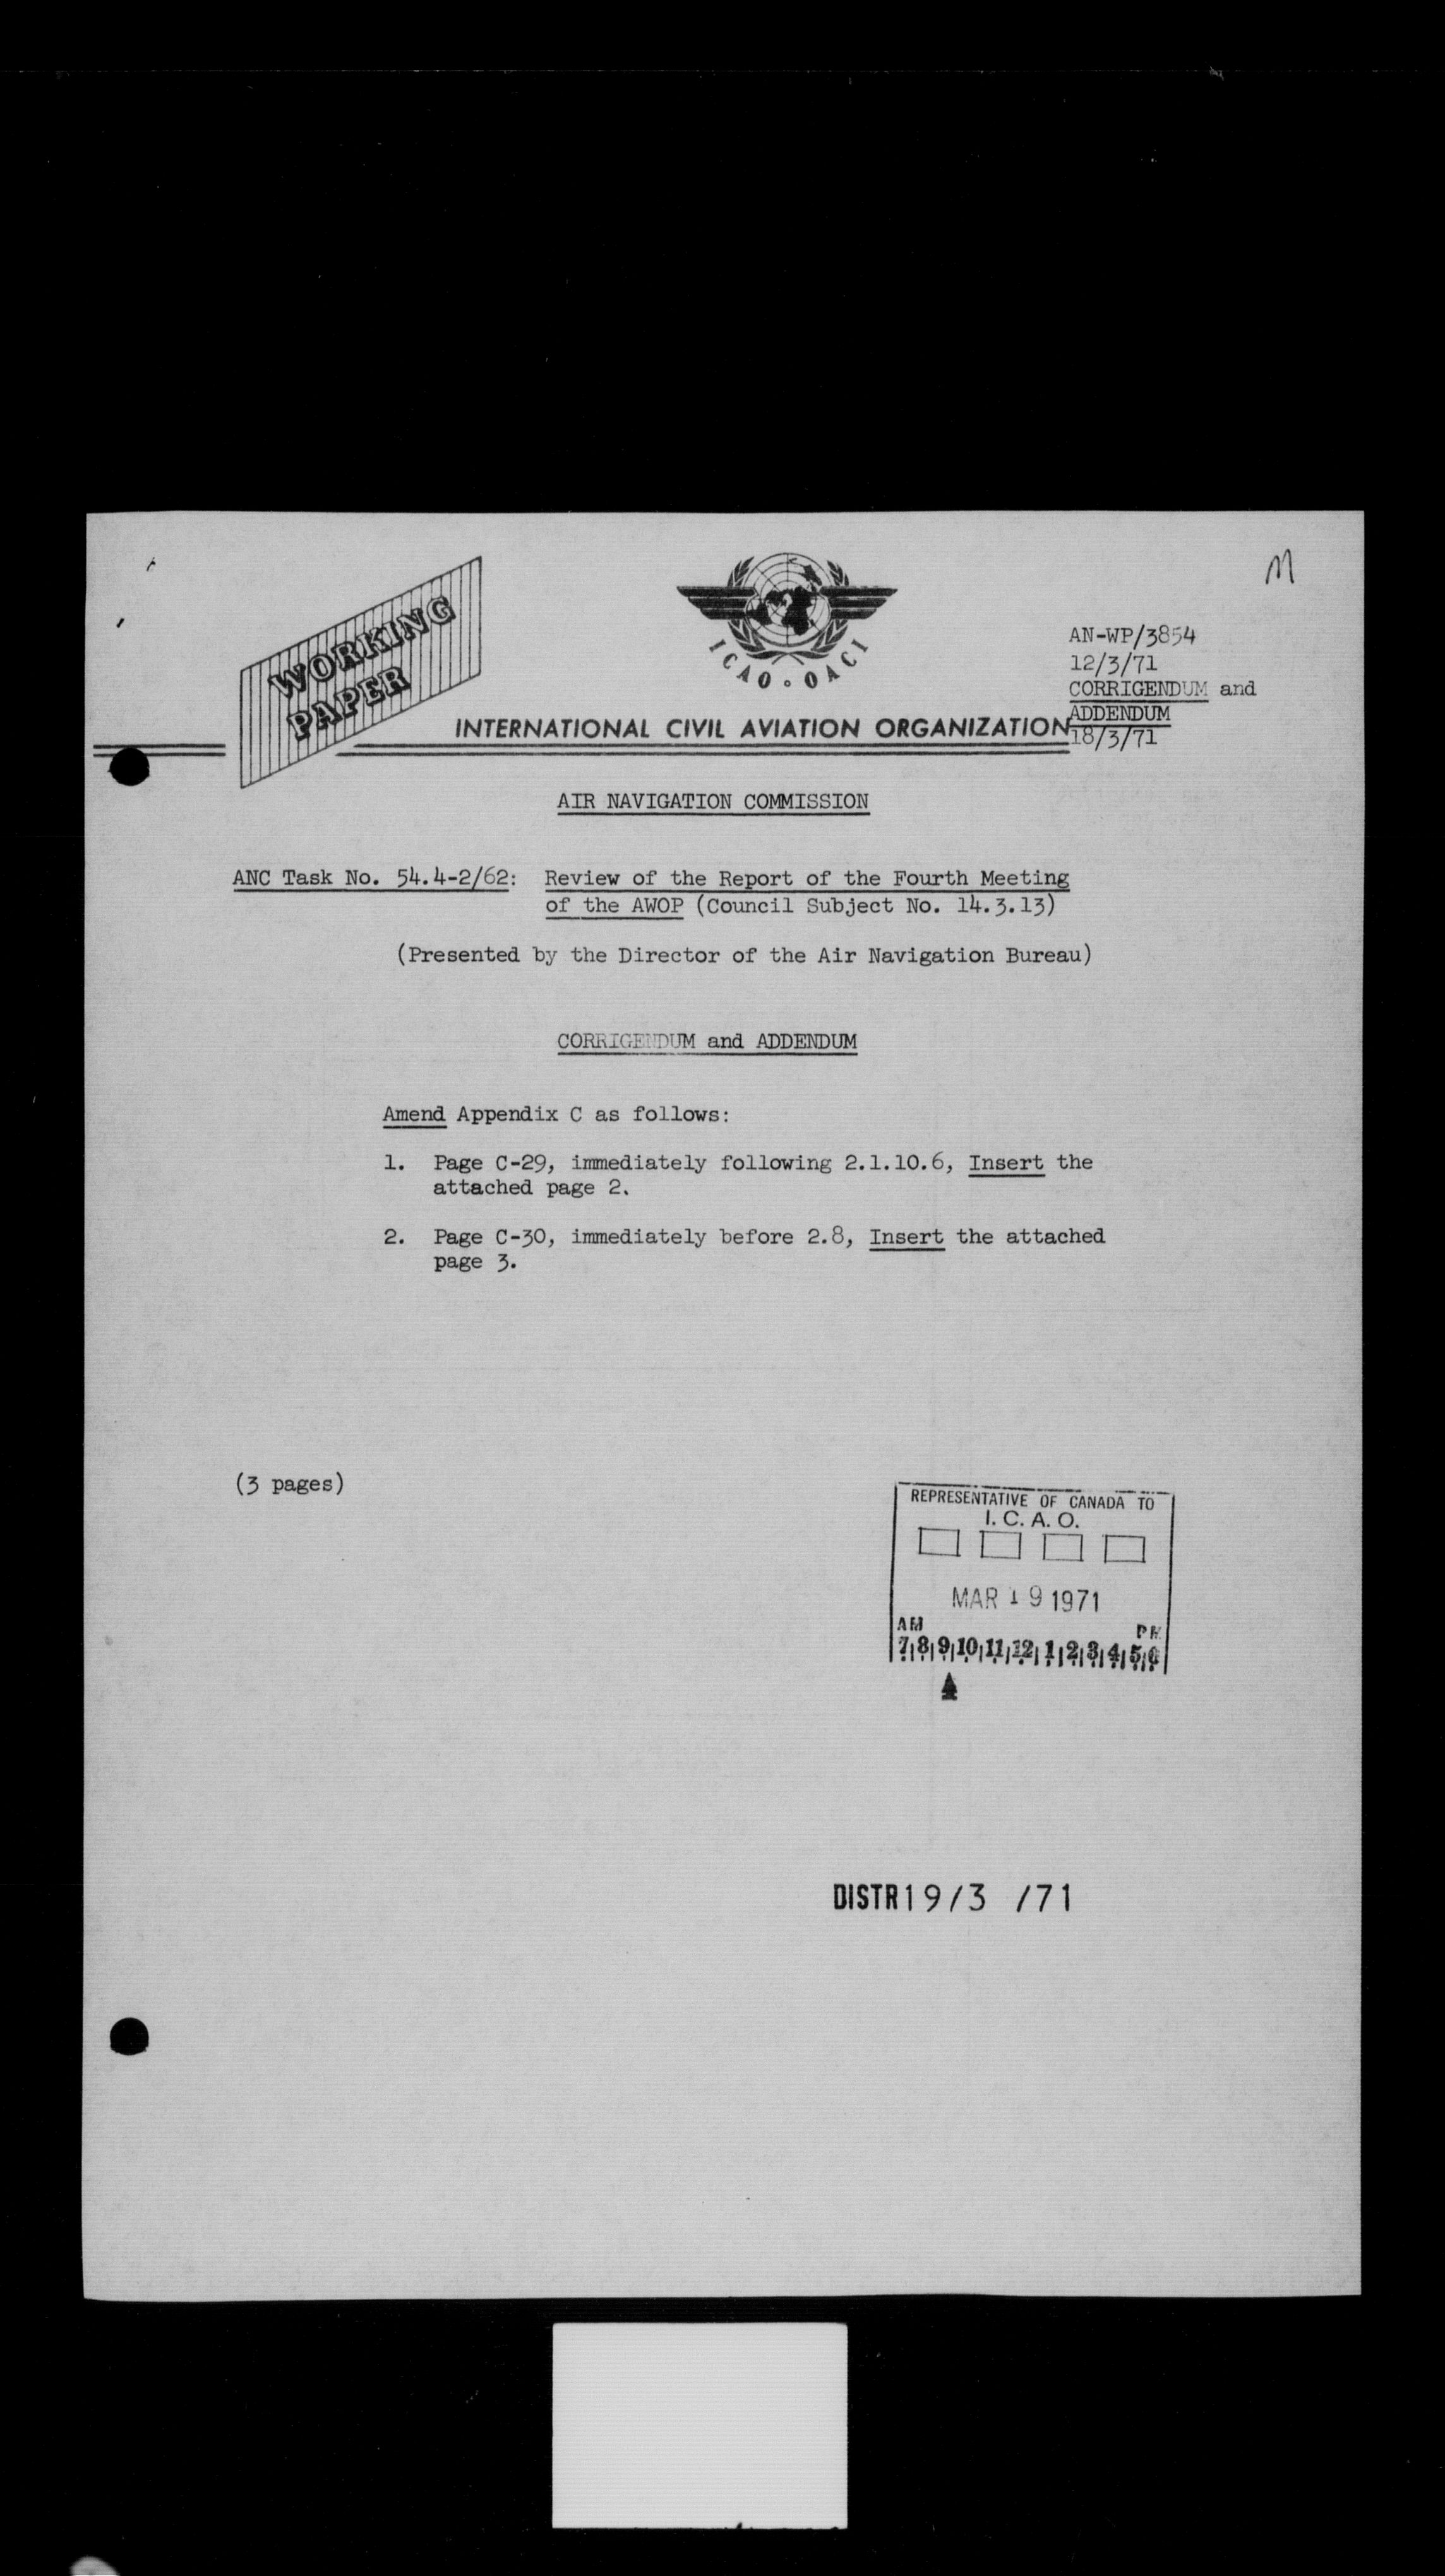 M
WORKING
PAPER
ICAO · OACI
AN-WP/3854
12/3/71
CORRIGENDUM and
ADDENDUM
18/3/71
INTERNATIONAL CIVIL AVIATION ORGANIZATION
AIR NAVIGATION COMMISSION
ANC Task No. 54.4-2/62: Review of the Report of the Fourth Meeting
of the AWOP (Council Subject No. 14.3.13)
(Presented by the Director of the Air Navigation Bureau)
CORRIGENDUM and ADDENDUM
Amend Appendix C as follows:
1. Page C-29, immediately following 2.1.10.6, Insert the
attached page 2.
2. Page C-30, immediately before 2.8, Insert the attached
page 3.
(3 pages)
REPRESENTATIVE OF CANADA TO
I. C. A. O.
MAR 19 1971
AM PM
7 8 9 10 11 12 1 2 3 4 5 6
DISTR 19/3 /71